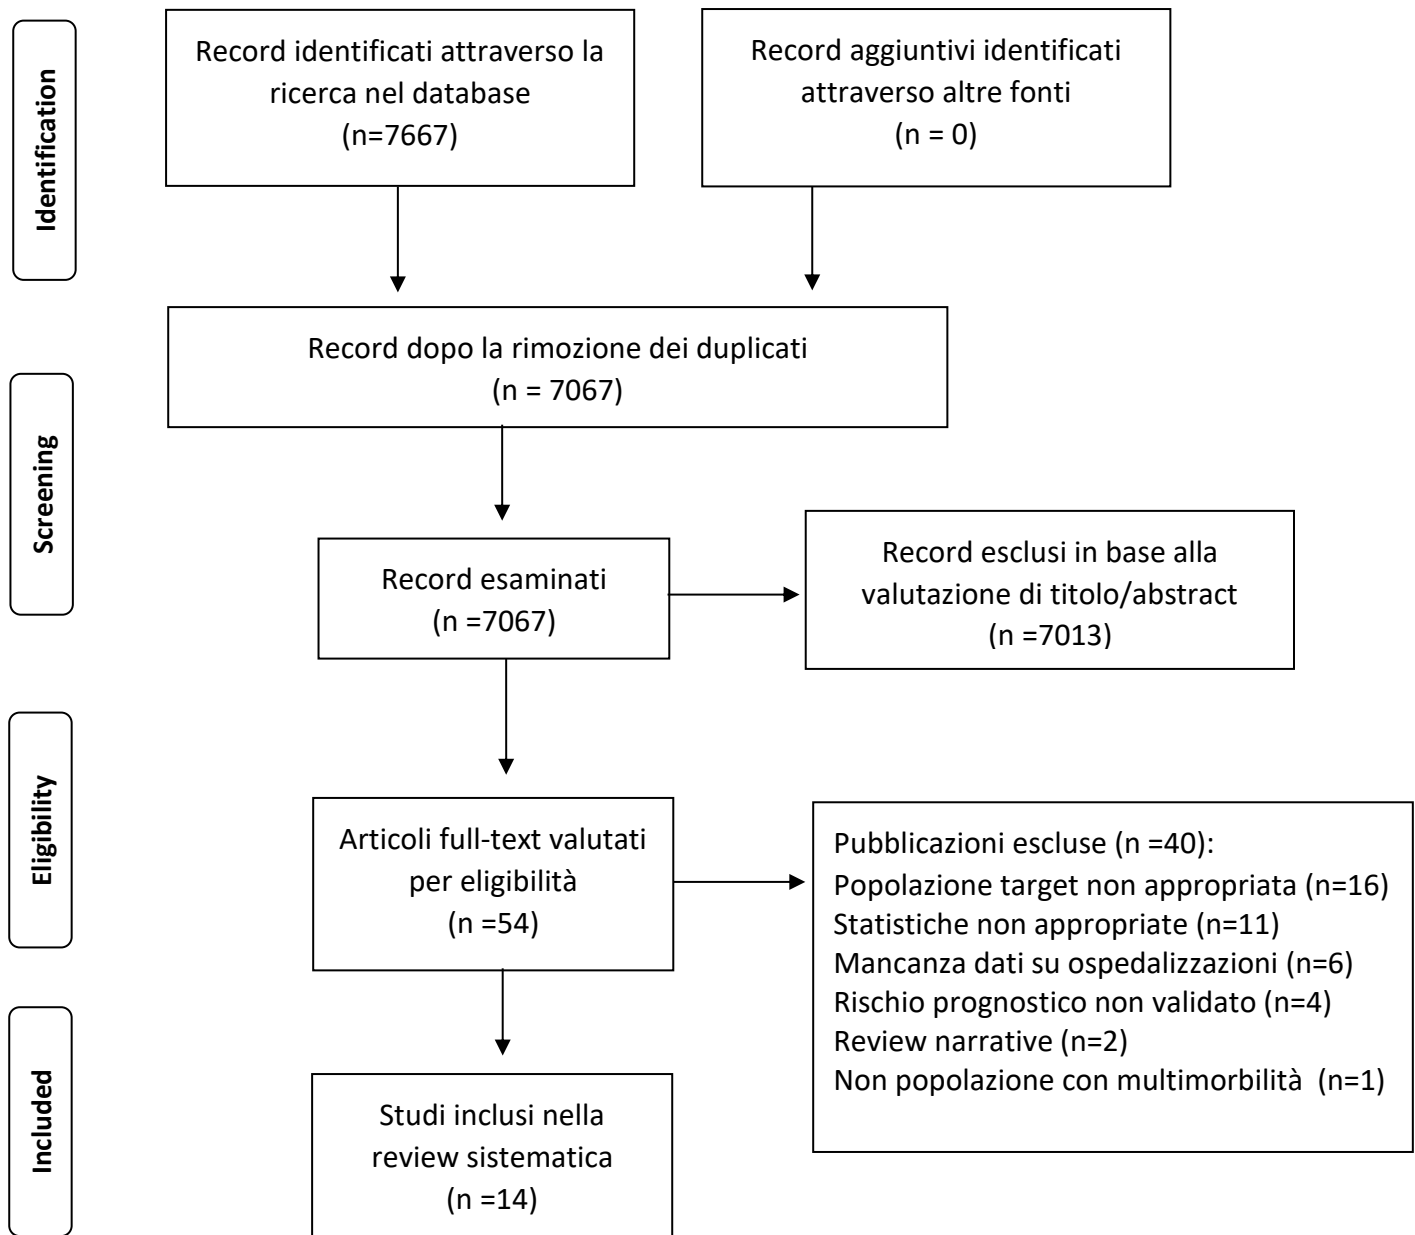 Identification
Record identificati attraverso la
ricerca nel database
(n=7667)
Record aggiuntivi identificati
attraverso altre fonti
(n = 0)
Record dopo la rimozione dei duplicati
(n = 7067)
Screening
Record esaminati
(n =7067)
Record esclusi in base alla
valutazione di titolo/abstract
(n =7013)
Eligibility
Articoli full-text valutati
per eligibilità
(n =54)
Pubblicazioni escluse (n =40):
Popolazione target non appropriata (n=16)
Statistiche non appropriate (n=11)
Mancanza dati su ospedalizzazioni (n=6)
Rischio prognostico non validato (n=4)
Review narrative (n=2)
Non popolazione con multimorbilità  (n=1)
Included
Studi inclusi nella
review sistematica
(n =14)